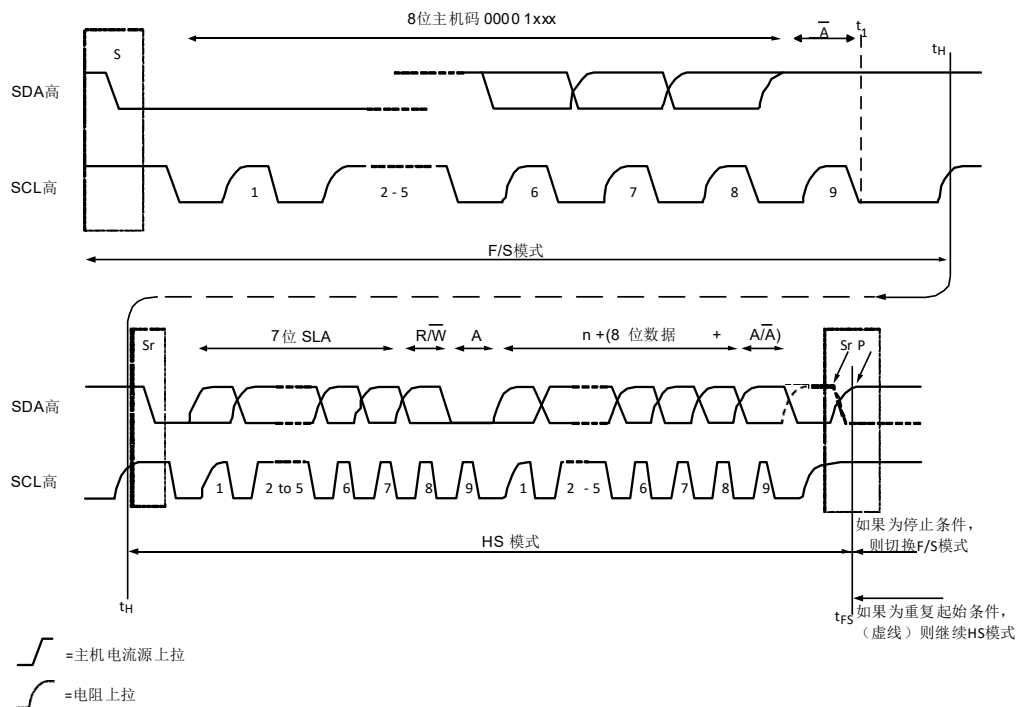 8位主机码 0000 1xxx
A̅
t1
tH
S
SDA高
SCL高
1
2 - 5
6
7
8
9
F/S模式
7位 SLA
R/W̅
A
n +(8 位数据 +
A/A̅)
Sr
Sr P
SDA高
SCL高
1
2 to 5
6
7
8
9
1
2 - 5
6
7
8
9
HS 模式
如果为停止条件，
则切换F/S模式
tH
tFS
如果为重复起始条件，
（虚线）则继续HS模式
=主机电流源上拉
=电阻上拉